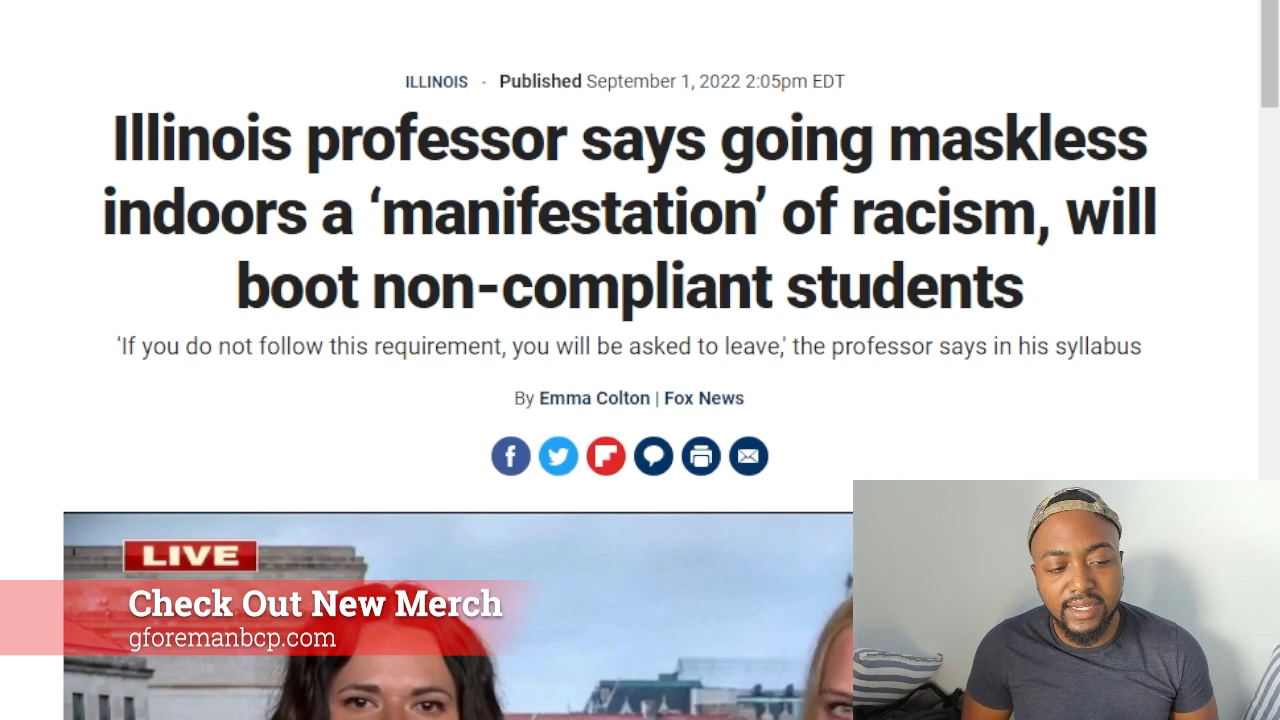 ILLINOIS - Published September 1, 2022 2:05pm EDT
Illinois professor says going maskless
indoors a ‘manifestation’ of racism, will
boot non-compliant students
'If you do not follow this requirement, you will be asked to leave,' the professor says in his syllabus
By Emma Colton | Fox News
LIVE
Check Out New Merch
gforemanbcp.com